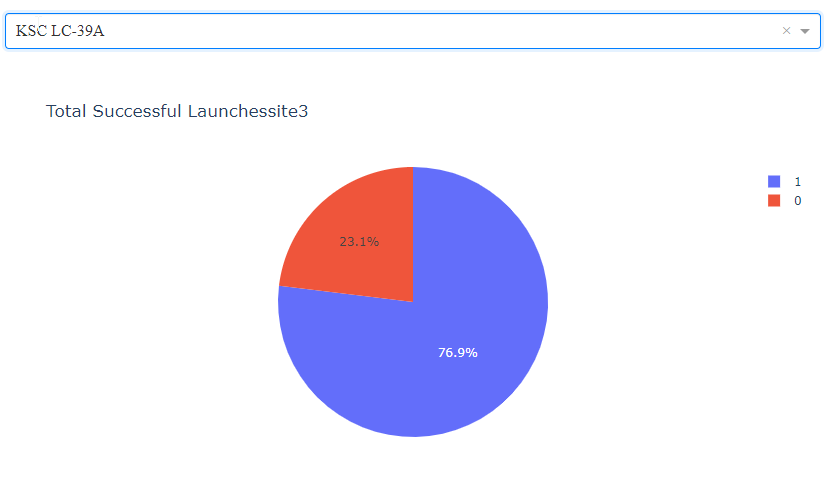 KSC LC-39A
Total Successful Launchessite3
1
0
23.1%
76.9%